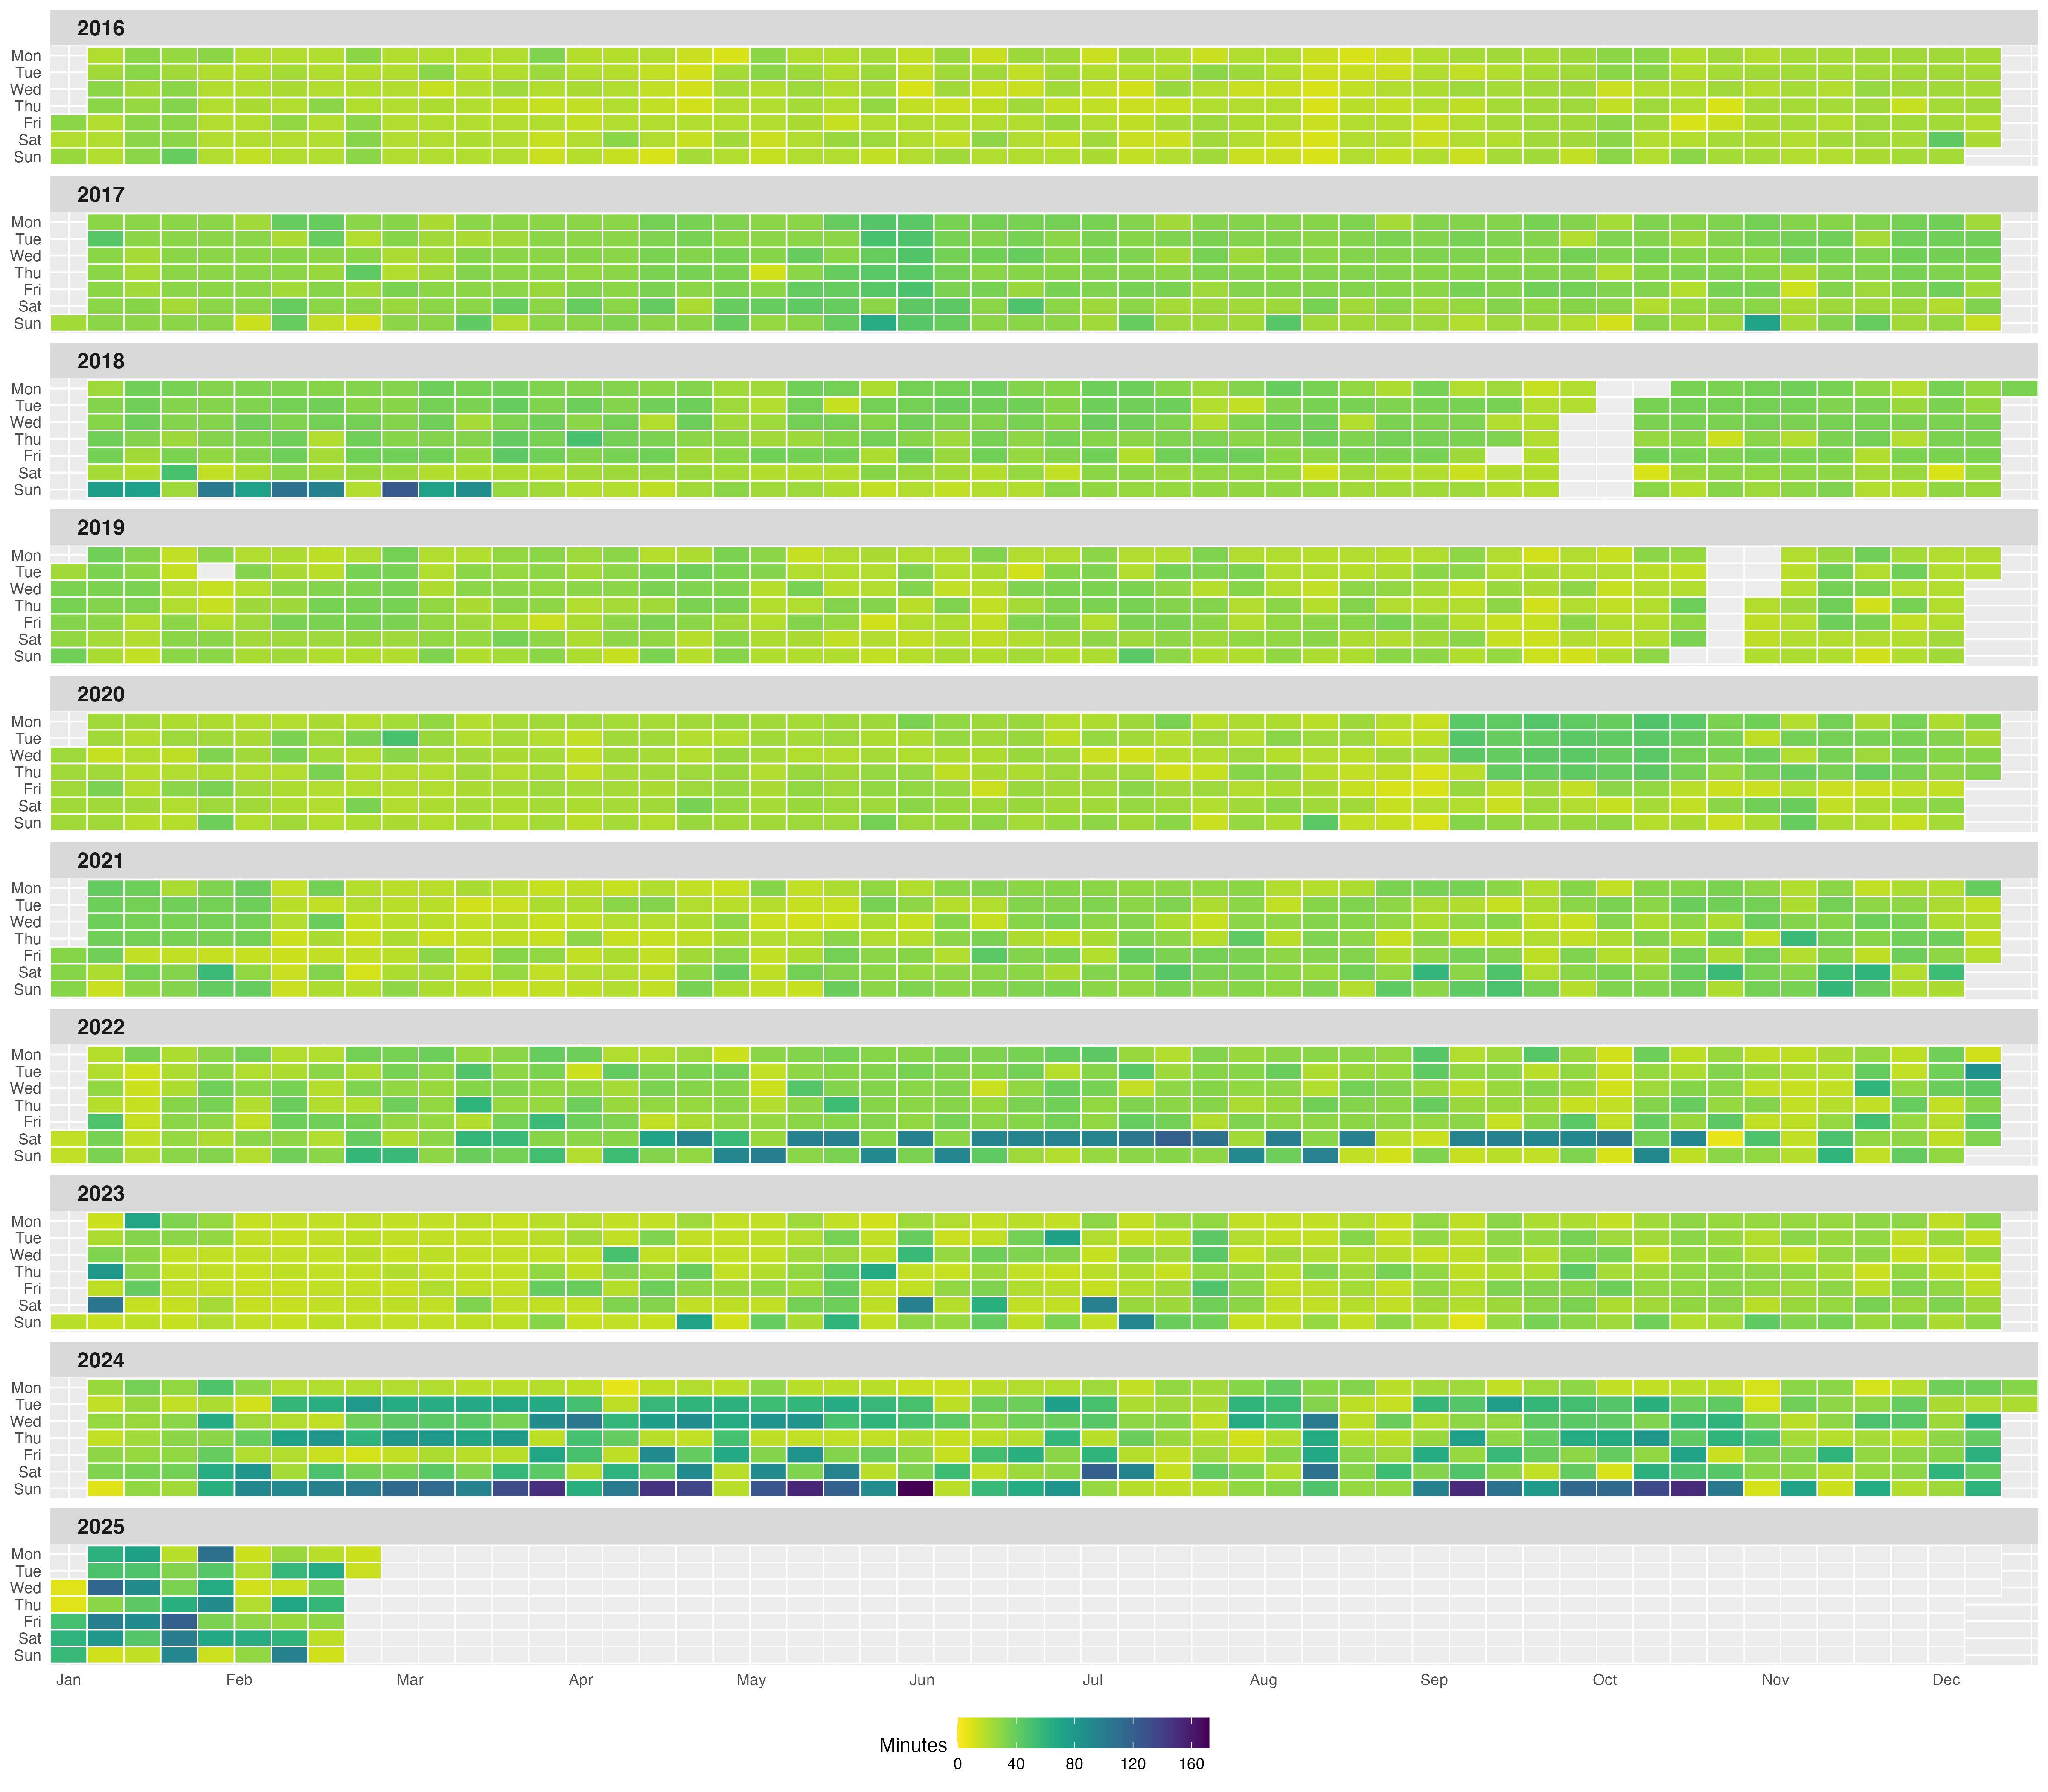 2016
Mon
Tue
Wed
Thu
Fri
Sat
Sun
2017
Mon
Tue
Wed
Thu
Fri
Sat
Sun
2018
Mon
Tue
Wed
Thu
Fri
Sat
Sun
2019
Mon
Tue
Wed
Thu
Fri
Sat
Sun
2020
Mon
Tue
Wed
Thu
Fri
Sat
Sun
2021
Mon
Tue
Wed
Thu
Fri
Sat
Sun
2022
Mon
Tue
Wed
Thu
Fri
Sat
Sun
2023
Mon
Tue
Wed
Thu
Fri
Sat
Sun
2024
Mon
Tue
Wed
Thu
Fri
Sat
Sun
2025
Mon
Tue
Wed
Thu
Fri
Sat
Sun
Jan Feb Mar Apr May Jun Jul Aug Sep Oct Nov Dec
Minutes
0 40 80 120 160